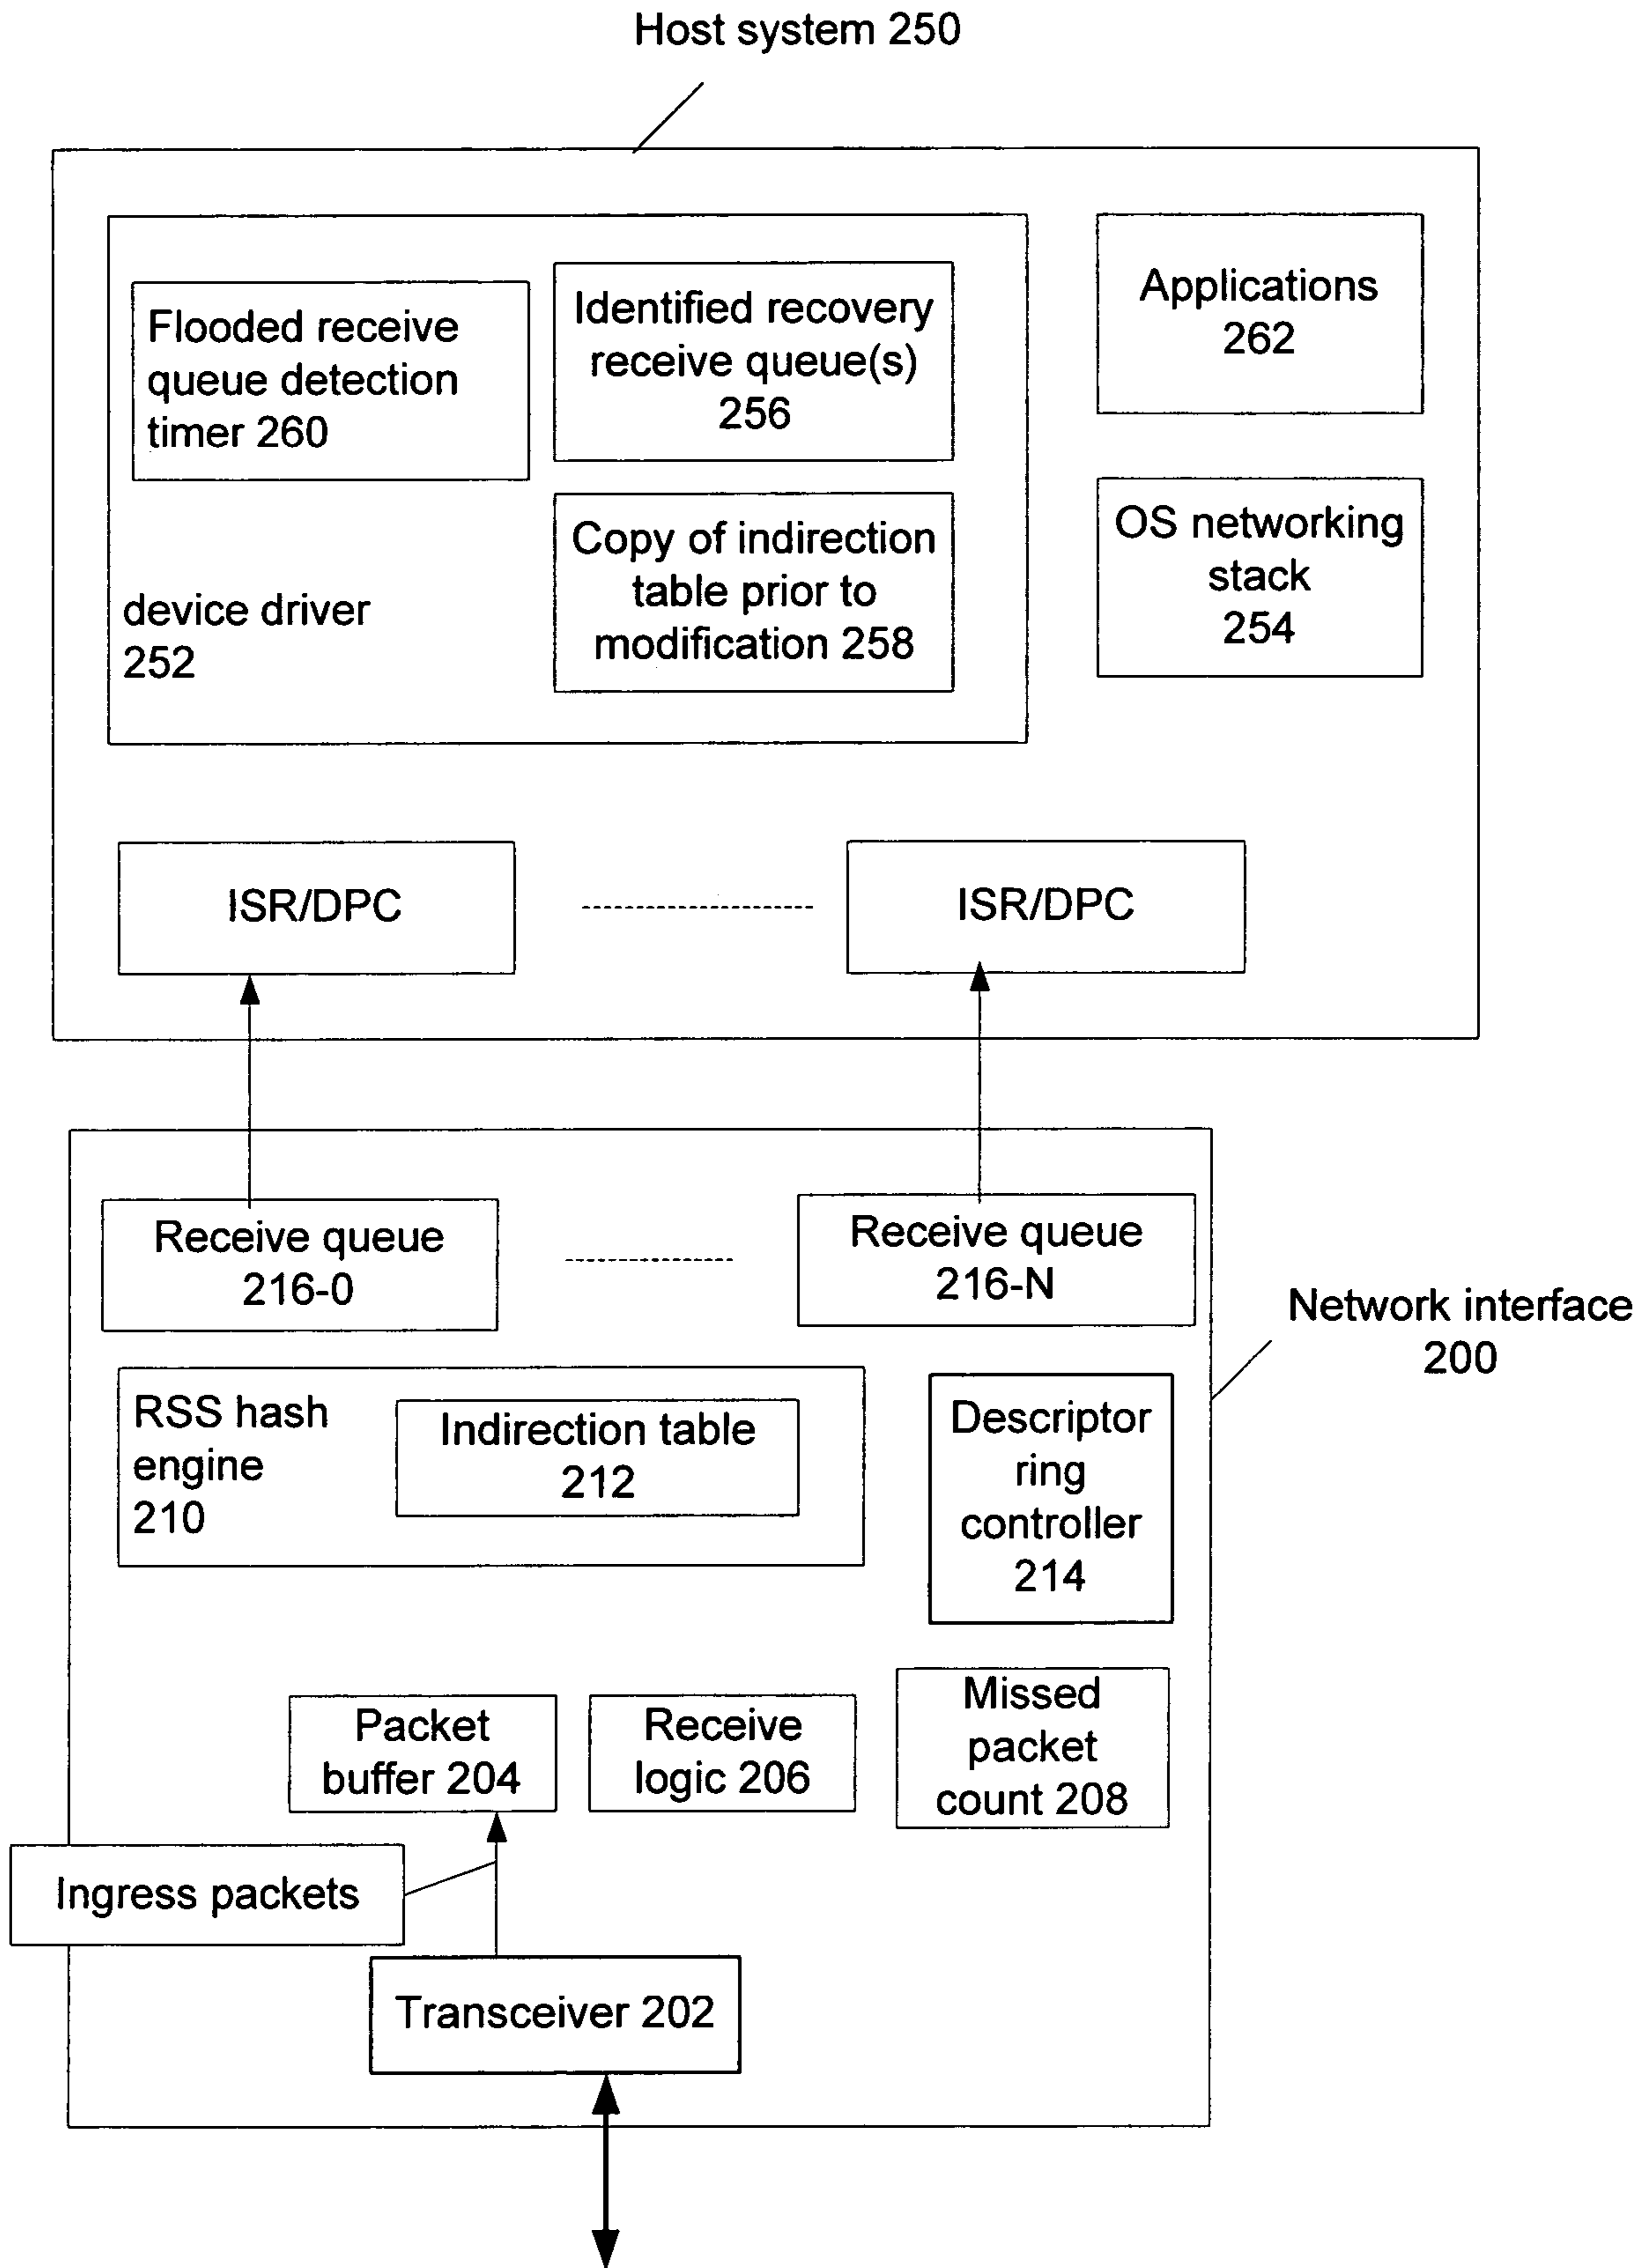 Host system 250
Flooded receive
queue detection
timer 260
Identified recovery
receive queue(s)
256
Applications
262
Copy of indirection
table prior to
modification 258
OS networking
stack
254
device driver
252
ISR/DPC
ISR/DPC
Receive queue
216-0
Receive queue
216-N
Network interface
200
RSS hash
engine
210
Indirection table
212
Descriptor
ring
controller
214
Packet
buffer 204
Receive
logic 206
Missed
packet
count 208
Ingress packets
Transceiver 202